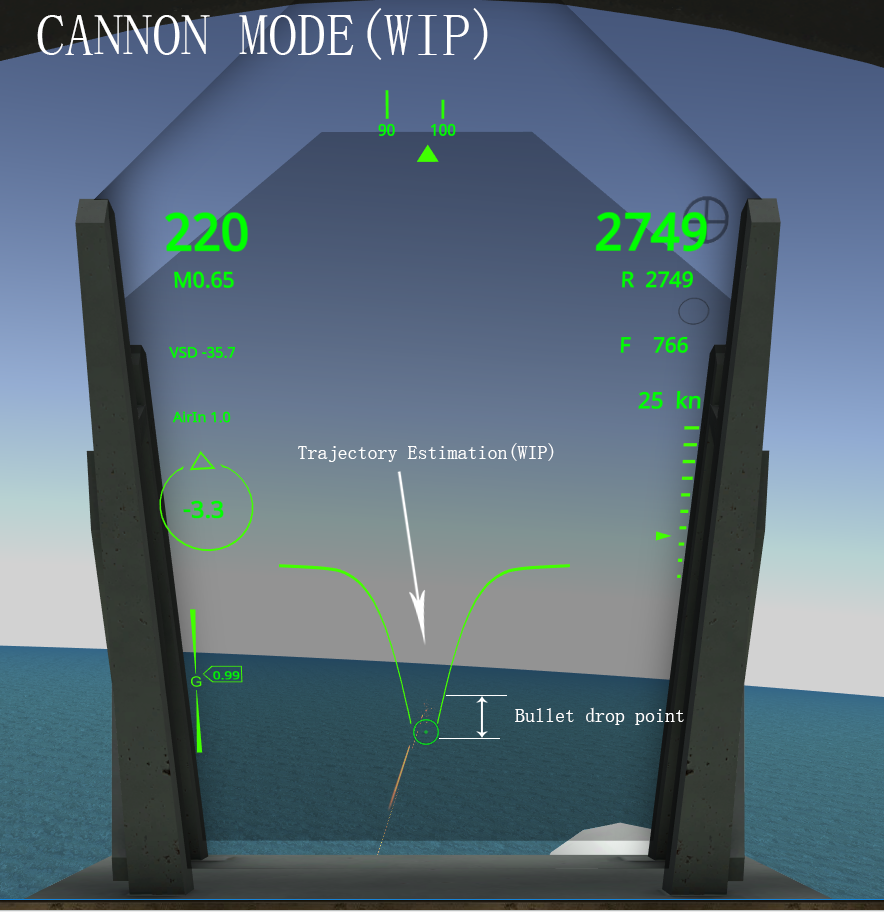 CANNON MODE(WIP)
90 100
220
2749
M0.65
R 2749
VSD -35.7
F 766
25 kn
AirIn 1.0
Trajectory Estimation(WIP)
-3.3
G 0.99
Bullet drop point